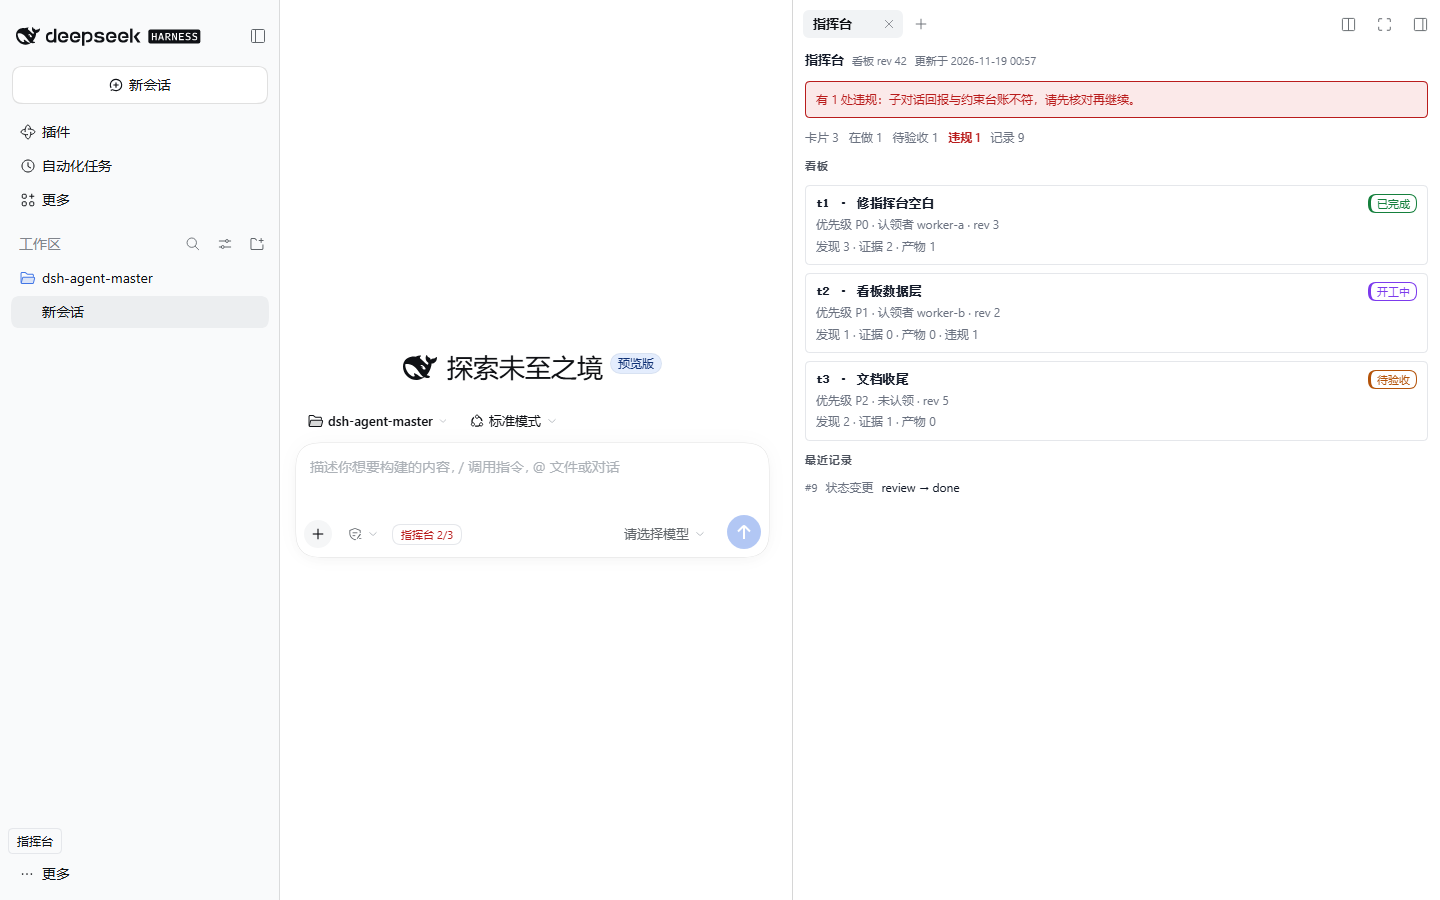 deepseek HARNESS
新会话
插件
自动化任务
更多
工作区
dsh-agent-master
新会话
指挥台
更多
探索未至之境 预览版
dsh-agent-master 标准模式
描述你想要构建的内容, / 调用指令, @ 文件或对话
指挥台 2/3 请选择模型
指挥台
指挥台 看板 rev 42 更新于 2026-11-19 00:57
有 1 处违规：子对话回报与约束台账不符，请先核对再继续。
卡片 3 在做 1 待验收 1 违规 1 记录 9
看板
t1 · 修指挥台空白 已完成
优先级 P0 · 认领者 worker-a · rev 3
发现 3 · 证据 2 · 产物 1
t2 · 看板数据层 开工中
优先级 P1 · 认领者 worker-b · rev 2
发现 1 · 证据 0 · 产物 0 · 违规 1
t3 · 文档收尾 待验收
优先级 P2 · 未认领 · rev 5
发现 2 · 证据 1 · 产物 0
最近记录
#9 状态变更 review → done